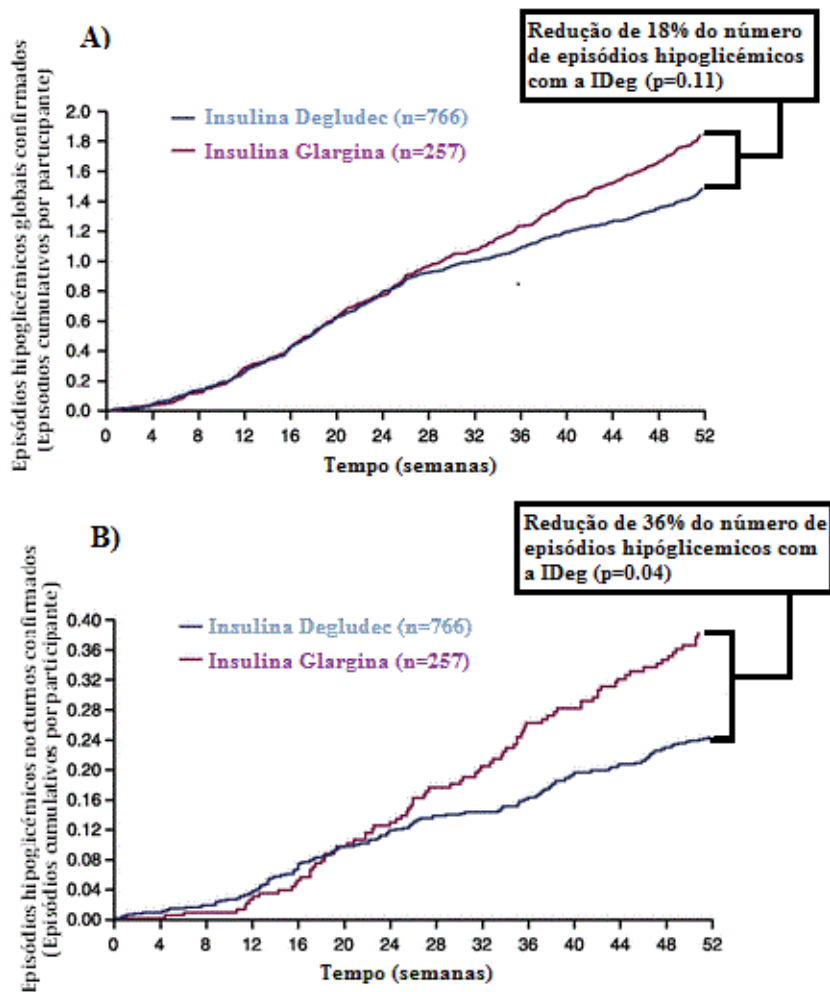 A)
Redução de 18% do número
de episódios hipoglicémicos
com a IDeg (p=0.11)
Episódios hipoglicémicos globais confirmados
(Episódios cumulativos por participante)
2.0
1.8
1.6
1.4
1.2
1.0
0.8
0.6
0.4
0.2
0.0
Insulina Degludec (n=766)
Insulina Glargina (n=257)
0 4 8 12 16 20 24 28 32 36 40 44 48 52
Tempo (semanas)
B)
Redução de 36% do número de
episódios hipóglicemicos com
a IDeg (p=0.04)
Episódios hipoglicémicos nocturnos confirmados
(Episódios cumulativos por participante)
0.40
0.36
0.32
0.28
0.24
0.20
0.16
0.12
0.08
0.04
0.00
Insulina Degludec (n=766)
Insulina Glargina (n=257)
0 4 8 12 16 20 24 28 32 36 40 44 48 52
Tempo (semanas)